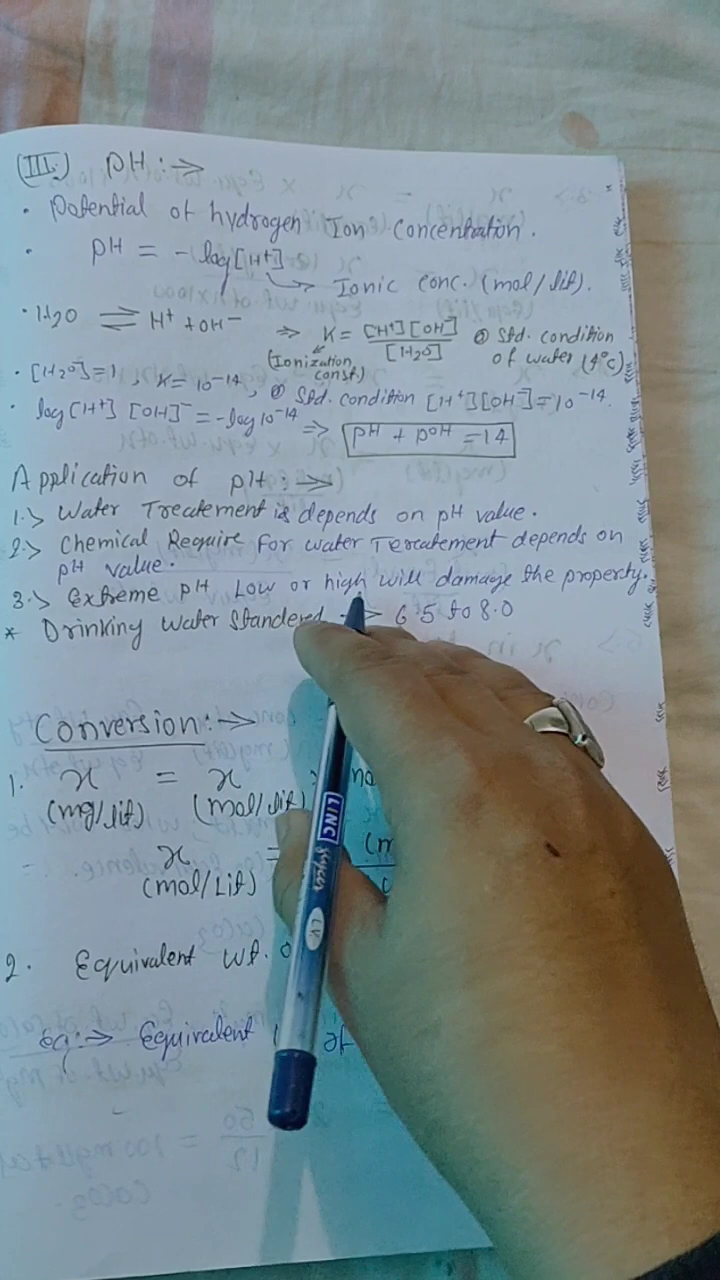 (III.) pH :⇒
• Potential of hydrogen Ion Concentration.
• pH = - log[H+] → Ionic conc. (mol/lit).
• H2O ⇌ H+ + OH- ⇒ K = [H+][OH-]/[H2O] @ Std. condition of water (4°C)
(Ionization const.)
• [H2O]=1, K= 10-14, @ Std. condition [H+][OH-]=10-14.
• log[H+] [OH]- = -log10-14 ⇒ pH + pOH = 14
Application of pH :⇒
1.> Water Treatement is depends on pH value.
2.> Chemical Require For water Tereatement depends on
pH value.
3.> Extreme pH Low or high will damage the property.
* Drinking Water Standered 6.5 to 8.0
Conversion :→
1. x = x
(mg/lit) (mol/lit)
x =
(mol/Lit)
2. Equivalent wt.
eq:→ Equivalent of
LINC